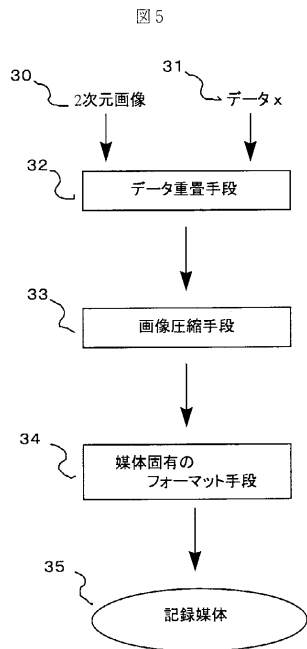 図５
30
31
2次元画像
データx
32
データ重畳手段
33
画像圧縮手段
34
媒体固有の
フォーマット手段
35
記録媒体